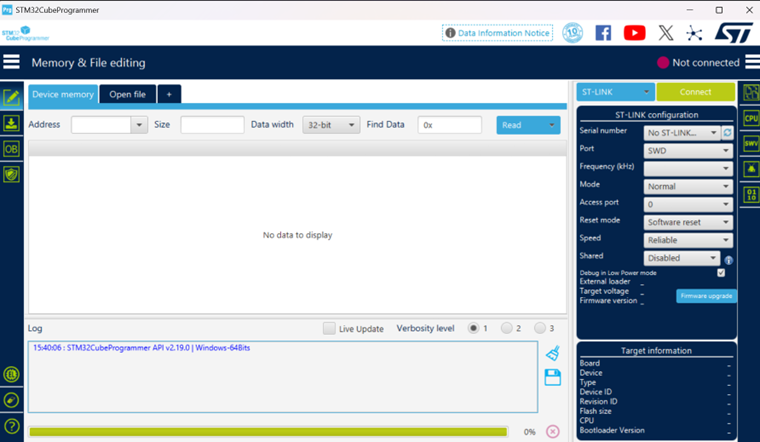 Prg STM32CubeProgrammer
STM32
CubeProgrammer
Data Information Notice
Memory & File editing
Not connected
Device memory
Open file
+
Address
Size
Data width
32-bit
Find Data
0x
Read
No data to display
Log
Live Update
Verbosity level
1
2
3
15:40:06 : STM32CubeProgrammer API v2.19.0 | Windows-64Bits
0%
OB
ST-LINK
Connect
ST-LINK configuration
Serial number
No ST-LINK...
Port
SWD
Frequency (kHz)
Mode
Normal
Access port
0
Reset mode
Software reset
Speed
Reliable
Shared
Disabled
Debug in Low Power mode
External loader _
Target voltage _
Firmware version _
Firmware upgrade
Target information
Board _
Device _
Type _
Device ID _
Revision ID _
Flash size _
CPU _
Bootloader Version _
CPU
SWV
01
10
?